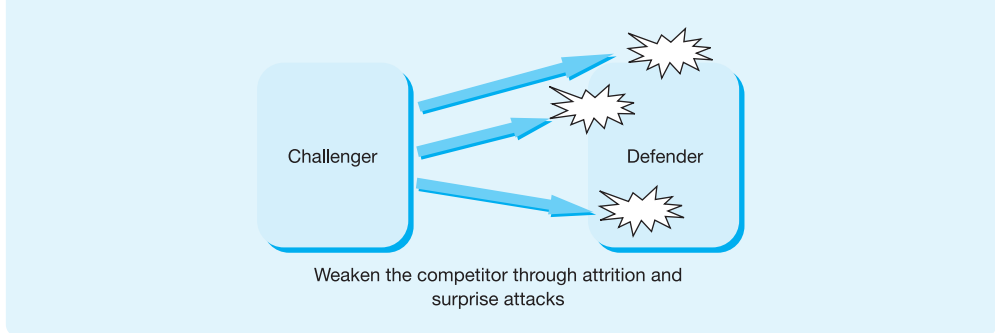 Challenger
Defender
Weaken the competitor through attrition and
surprise attacks